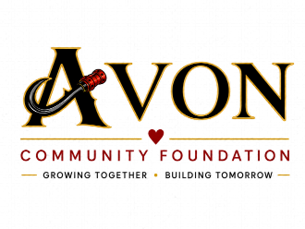 AVON
COMMUNITY FOUNDATION
GROWING TOGETHER • BUILDING TOMORROW